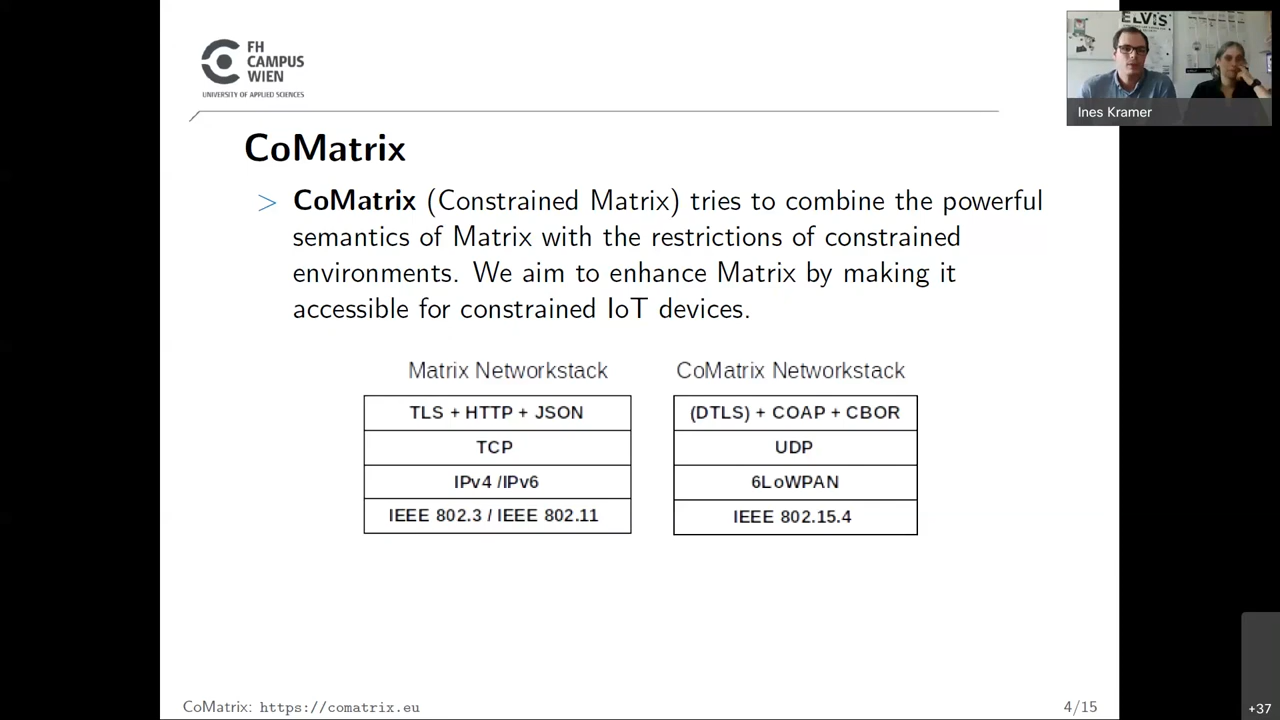 FH
CAMPUS
WIEN
UNIVERSITY OF APPLIED SCIENCES
ELVIS
Ines Kramer
CoMatrix
> CoMatrix (Constrained Matrix) tries to combine the powerful
semantics of Matrix with the restrictions of constrained
environments. We aim to enhance Matrix by making it
accessible for constrained IoT devices.
Matrix Networkstack
TLS + HTTP + JSON
TCP
IPv4 /IPv6
IEEE 802.3 / IEEE 802.11
CoMatrix Networkstack
(DTLS) + COAP + CBOR
UDP
6LoWPAN
IEEE 802.15.4
CoMatrix: https://comatrix.eu
4/15
+37